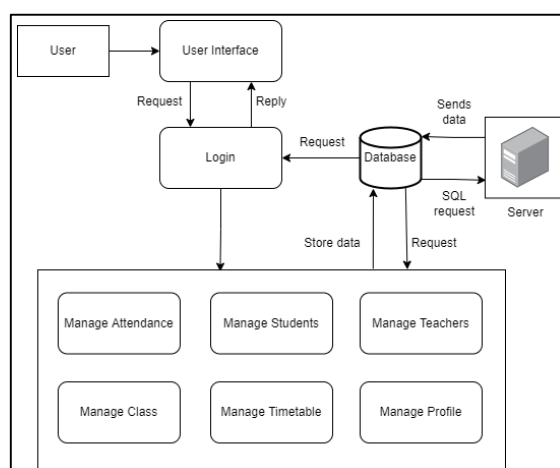 User
User Interface
Request
Reply
Sends
data
Login
Request
Database
SQL
request
Server
Store data
Request
Manage Attendance
Manage Students
Manage Teachers
Manage Class
Manage Timetable
Manage Profile